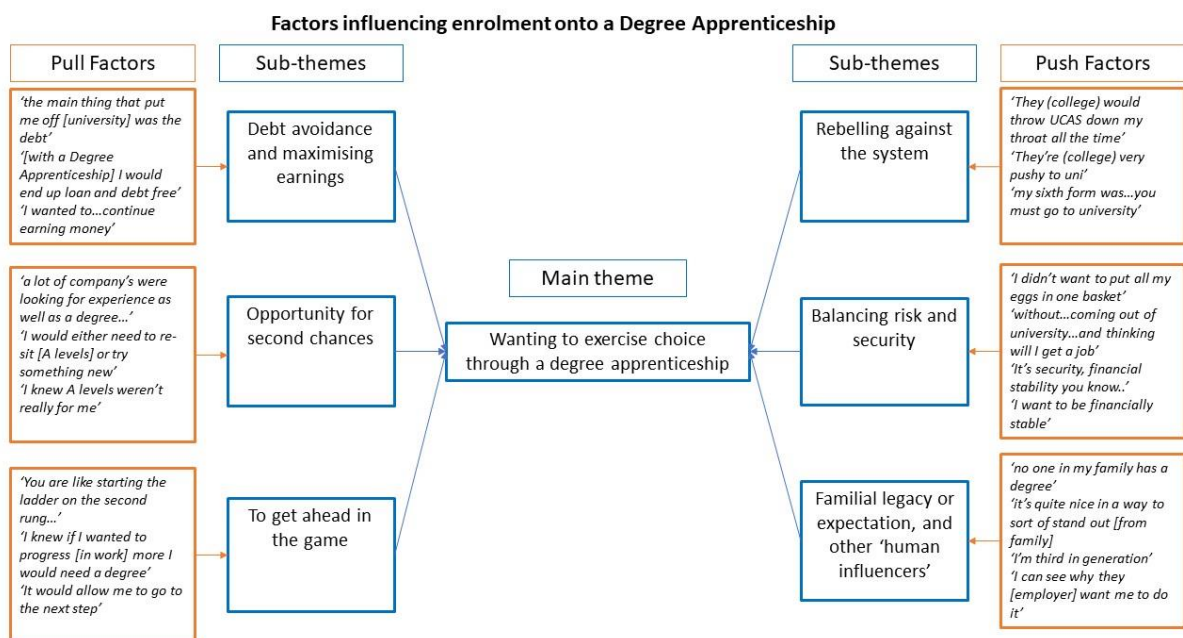 Factors influencing enrolment onto a Degree Apprenticeship
Pull Factors
Sub-themes
Sub-themes
Push Factors
‘the main thing that put
me off [university] was the
debt’
‘[with a Degree
Apprenticeship] I would
end up loan and debt free’
‘I wanted to…continue
earning money’
Debt avoidance
and maximising
earnings
Rebelling against
the system
‘They (college) would
throw UCAS down my
throat all the time’
‘They’re (college) very
pushy to uni’
‘my sixth form was…you
must go to university’
‘a lot of company’s were
looking for experience as
well as a degree…’
‘I would either need to re-
sit [A levels] or try
something new’
‘I knew A levels weren’t
really for me’
Opportunity for
second chances
Main theme
Wanting to exercise choice
through a degree apprenticeship
Balancing risk and
security
‘I didn’t want to put all my
eggs in one basket’
‘without…coming out of
university…and thinking
will I get a job’
‘It’s security, financial
stability you know..’
‘I want to be financially
stable’
‘You are like starting the
ladder on the second
rung…’
‘I knew if I wanted to
progress [in work] more I
would need a degree’
‘It would allow me to go to
the next step’
To get ahead in
the game
Familial legacy or
expectation, and
other ‘human
influencers’
‘no one in my family has a
degree’
‘it’s quite nice in a way to
sort of stand out [from
family]
‘I’m third in generation’
‘I can see why they
[employer] want me to do
it’